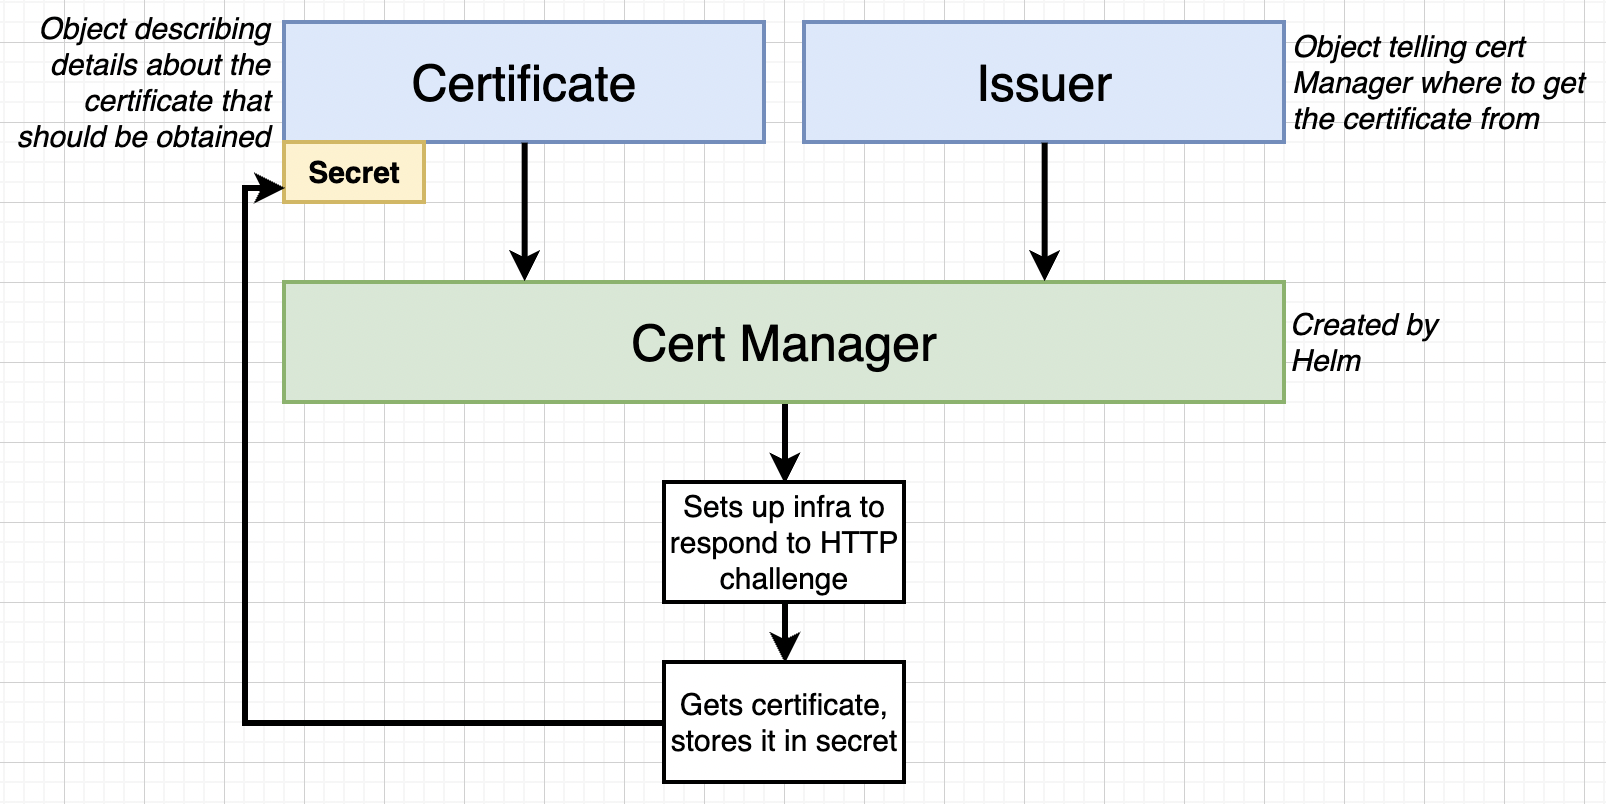 Object describing
details about the
certificate that
should be obtained
Certificate
Issuer
Object telling cert
Manager where to get
the certificate from
Secret
Cert Manager
Created by
Helm
Sets up infra to
respond to HTTP
challenge
Gets certificate,
stores it in secret